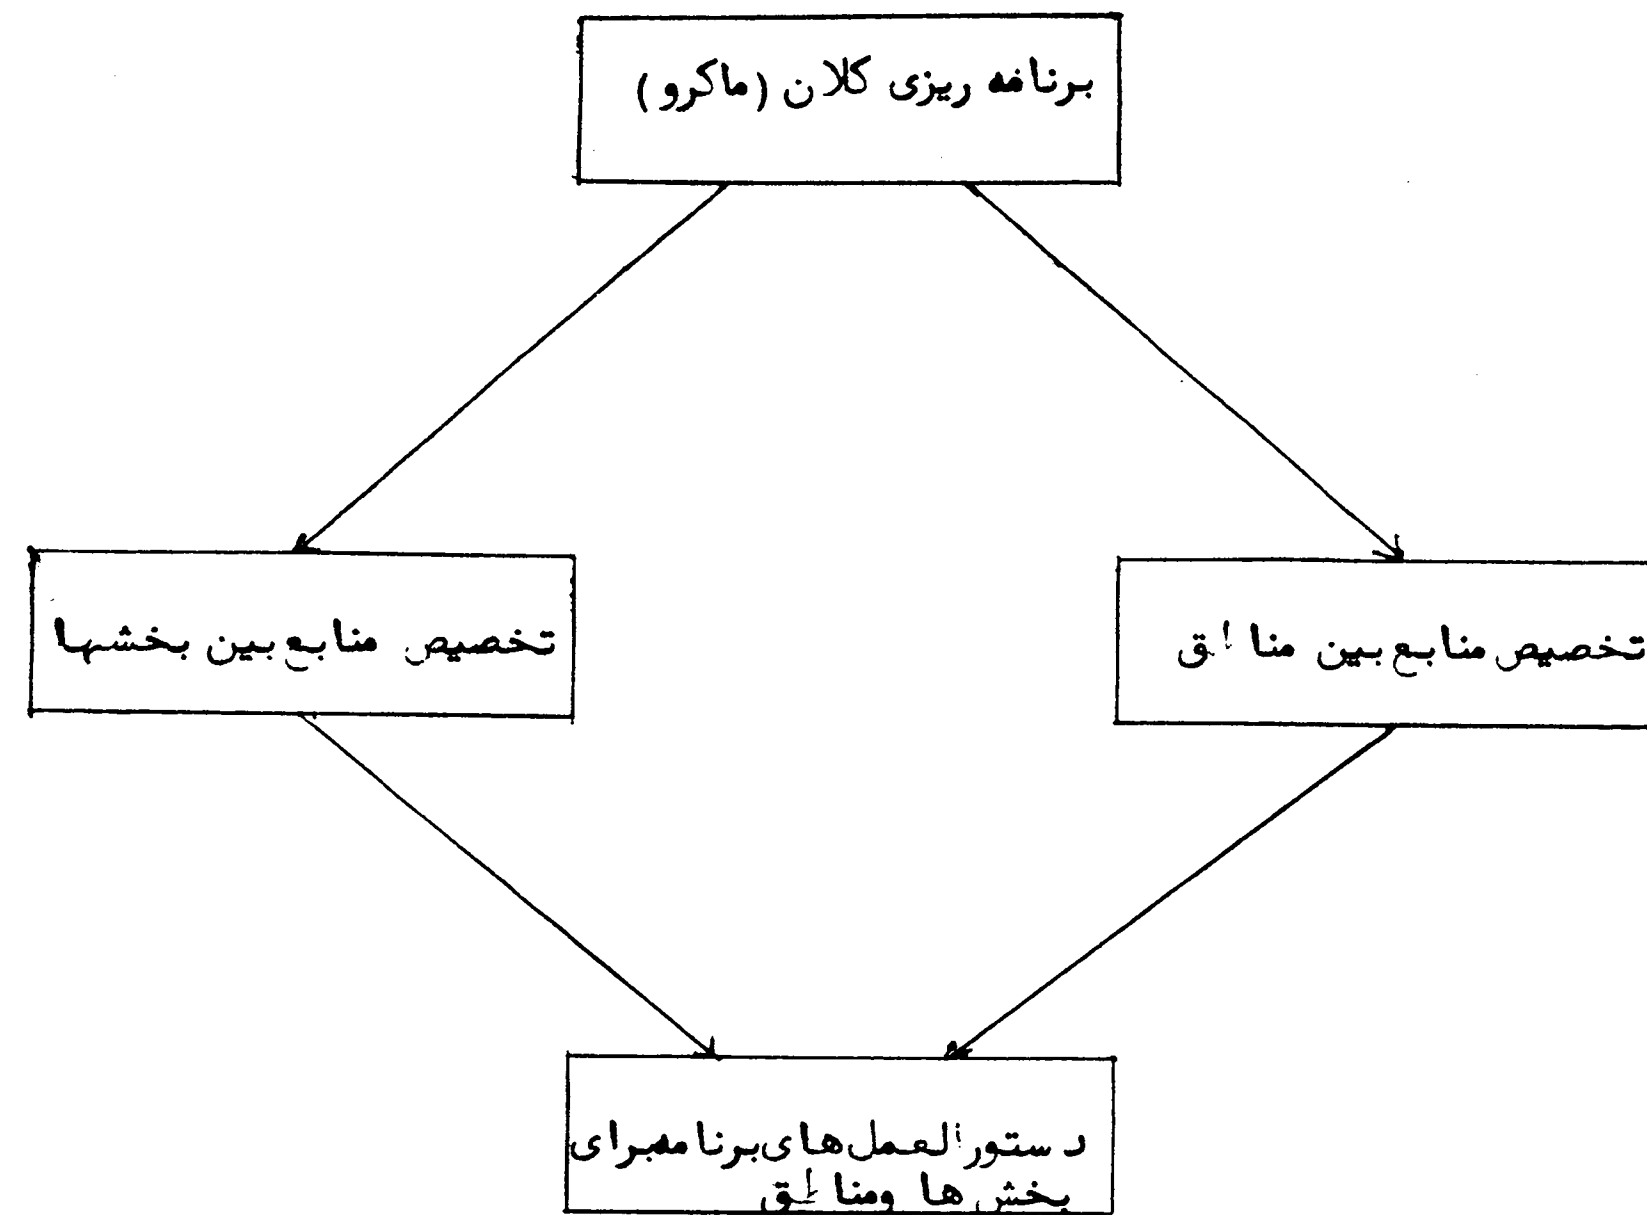 برنامه ریزی کلان (ماکرو)
تخصیص منابع بین مناطق
تخصیص منابع بین بخشها
دستورالعمل های برنامه برای
بخش ها و مناطق